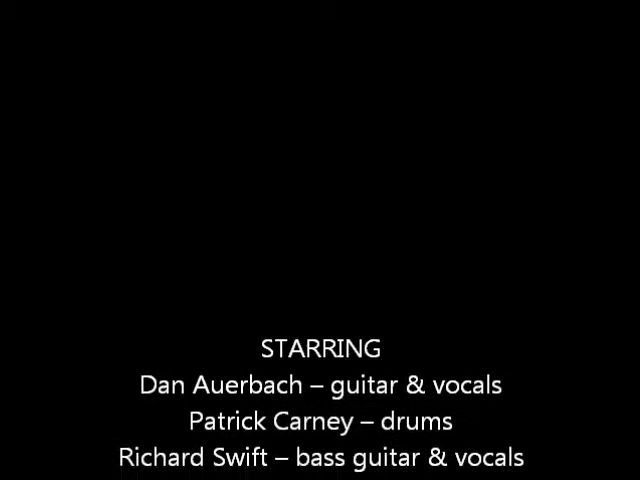 STARRING
Dan Auerbach – guitar & vocals
Patrick Carney – drums
Richard Swift – bass guitar & vocals